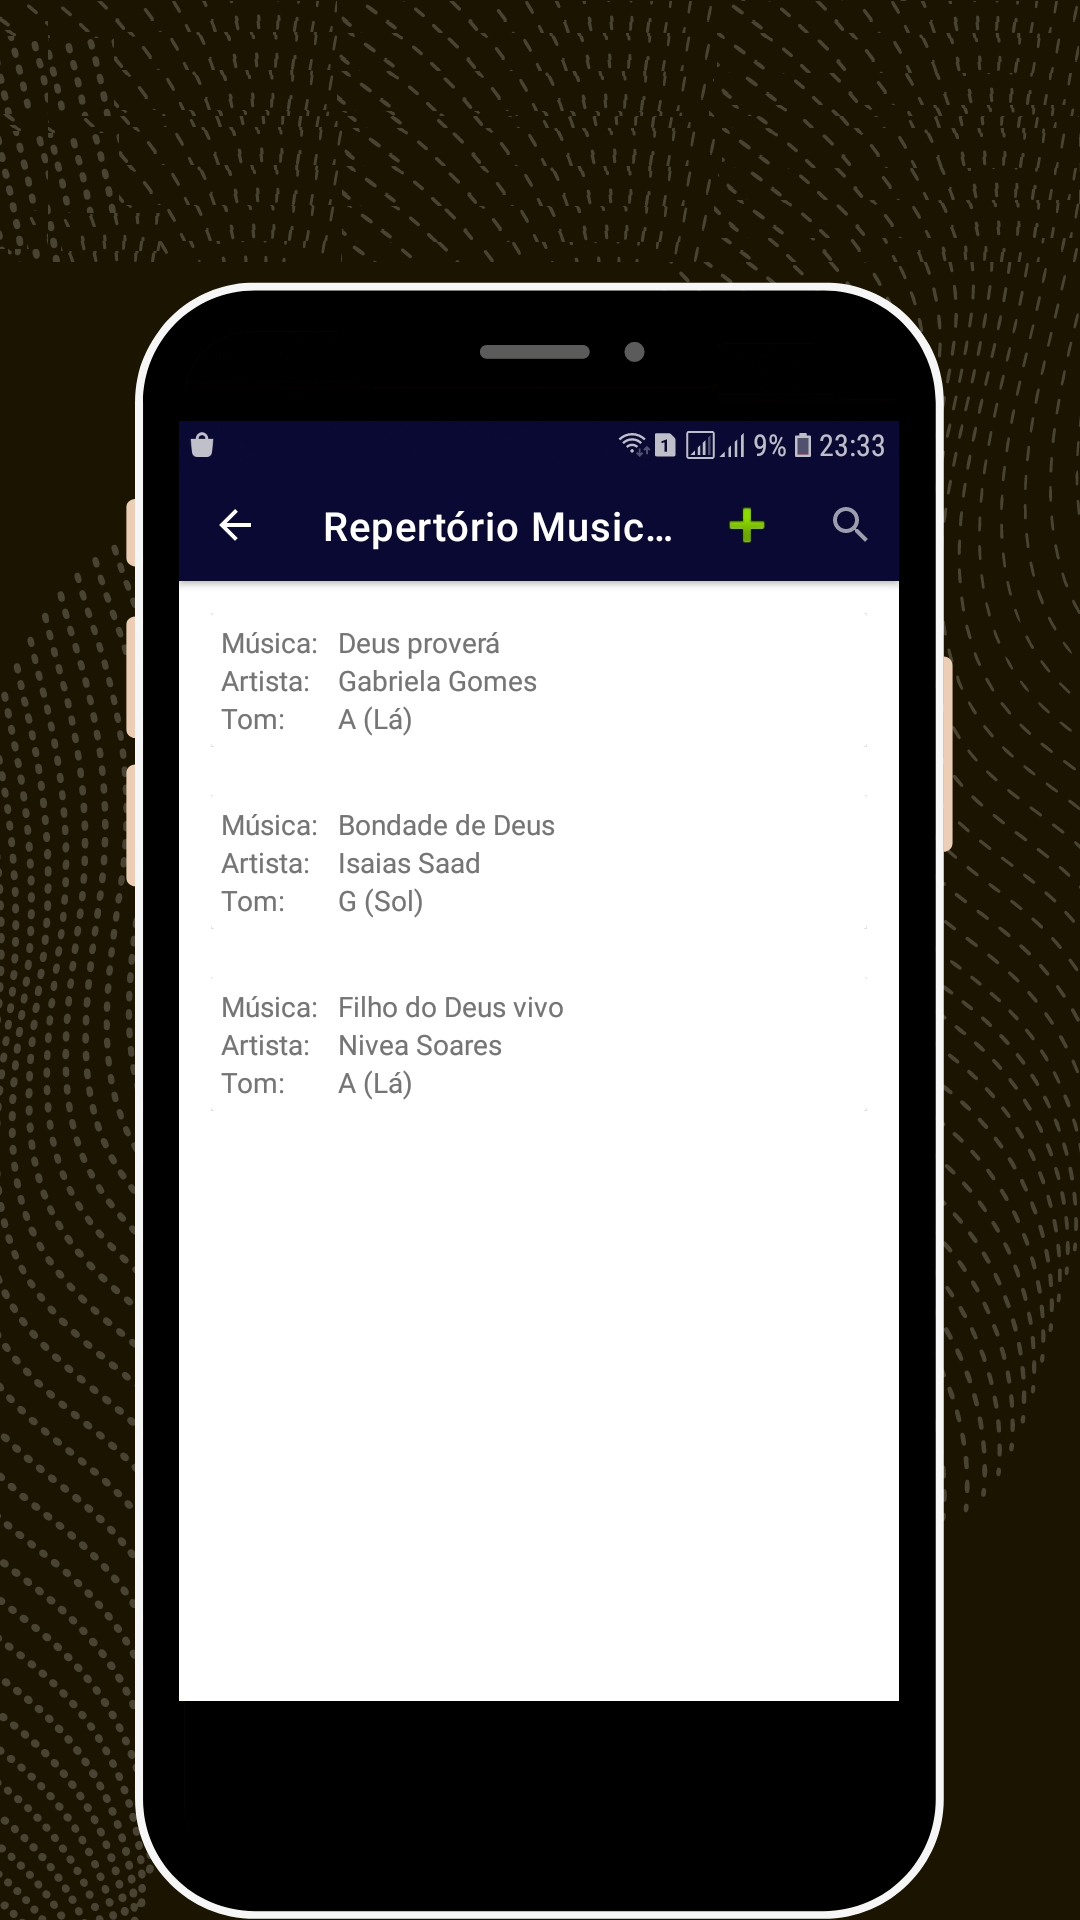 1 9% 23:33
Repertório Music...
Música: Deus proverá
Artista: Gabriela Gomes
Tom: A (Lá)
Música: Bondade de Deus
Artista: Isaias Saad
Tom: G (Sol)
Música: Filho do Deus vivo
Artista: Nivea Soares
Tom: A (Lá)